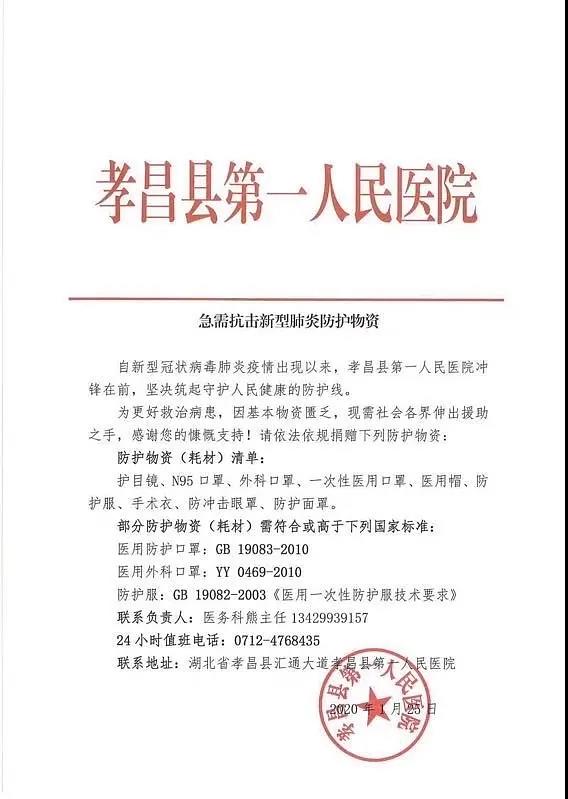 孝昌县第一人民医院
急需抗击新型肺炎防护物资
自新型冠状病毒肺炎疫情出现以来，孝昌县第一人民医院冲
锋在前，坚决筑起守护人民健康的防护线。
为更好救治病患，因基本物资匮乏，现需社会各界伸出援助
之手，感谢您的慷慨支持！请依法依规捐赠下列防护物资：
防护物资（耗材）清单：
护目镜、N95 口罩、外科口罩、一次性医用口罩、医用帽、防
护服、手术衣、防冲击眼罩、防护面罩。
部分防护物资（耗材）需符合或高于下列国家标准：
医用防护口罩：GB 19083-2010
医用外科口罩：YY 0469-2010
防护服：GB 19082-2003《医用一次性防护服技术要求》
联系负责人：医务科熊主任 13429939157
24 小时值班电话：0712-4768435
联系地址：湖北省孝昌县汇通大道孝昌县第一人民医院
2020 年 1 月 25 日
孝昌县第一人民医院